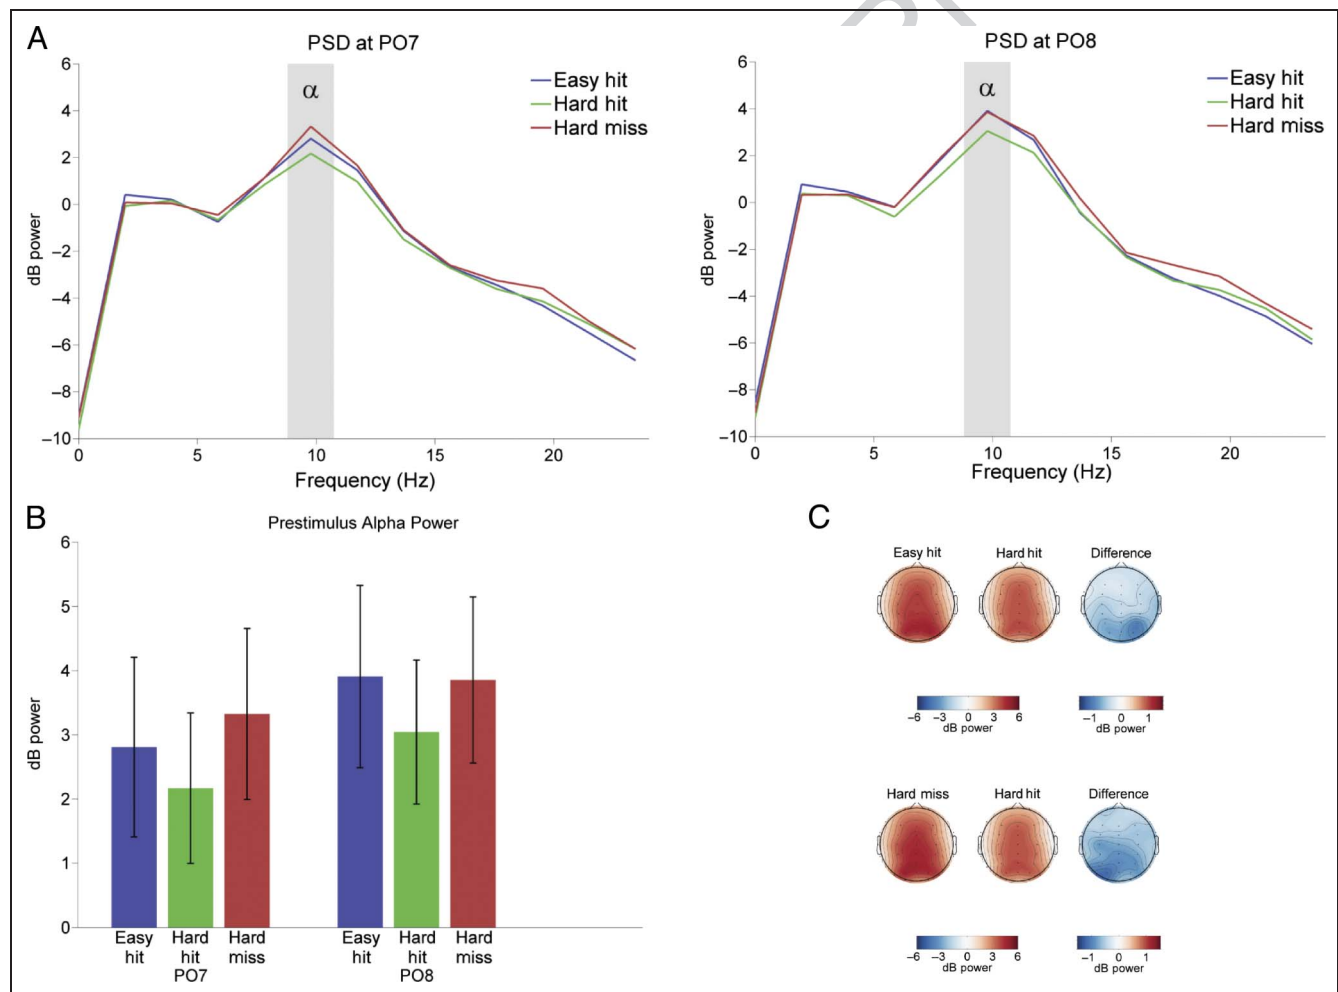 A
PSD at PO7
6
4
2
0
−2
−4
−6
−8
−10
dB power
α
Easy hit
Hard hit
Hard miss
0 5 10 15 20
Frequency (Hz)
PSD at PO8
6
4
2
0
−2
−4
−6
−8
−10
dB power
α
Easy hit
Hard hit
Hard miss
0 5 10 15 20
Frequency (Hz)
B
Prestimulus Alpha Power
6
5
4
3
2
1
0
dB power
Easy Hard Hard Easy Hard Hard
hit hit miss hit hit miss
PO7 PO8
C
Easy hit Hard hit Difference
−6 −3 0 3 6 −1 0 1
dB power dB power
Hard miss Hard hit Difference
−6 −3 0 3 6 −1 0 1
dB power dB power